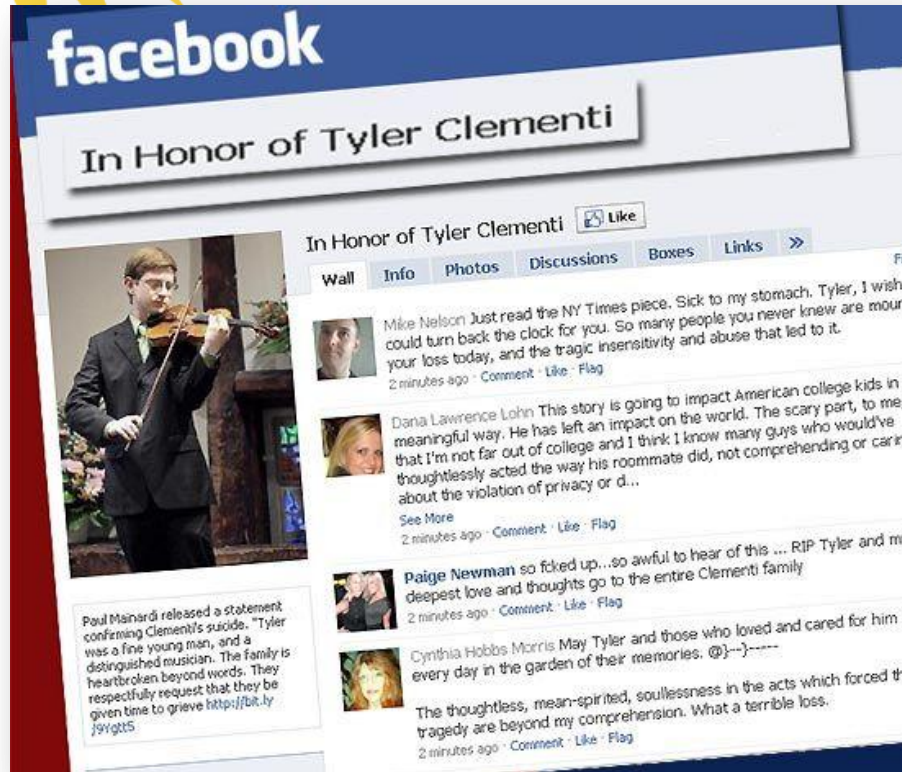 facebook
In Honor of Tyler Clementi
In Honor of Tyler Clementi Like
Wall Info Photos Discussions Boxes Links »
Mike Nelson Just read the NY Times piece. Sick to my stomach. Tyler, I wish
could turn back the clock for you. So many people you never knew are
your loss today, and the tragic insensitivity and abuse that led to it.
2 minutes ago · Comment · Like · Flag
Dana Lawrence Lohn This story is going to impact American college kids in
meaningful way. He has left an impact on the world. The scary part, to me,
that I'm not far out of college and I think I know many guys who would've
thoughtlessly acted the way his roommate did, not comprehending or
about the violation of privacy or d...
See More
2 minutes ago · Comment · Like · Flag
Paige Newman so fcked up...so awful to hear of this ... RIP Tyler and
deepest love and thoughts go to the entire Clementi family
2 minutes ago · Comment · Like · Flag
Cynthia Hobbs Morris May Tyler and those who loved and cared for him
every day in the garden of their memories. @}--}-----
The thoughtless, mean-spirited, soullessness in the acts which forced
tragedy are beyond my comprehension. What a terrible loss.
2 minutes ago · Comment · Like · Flag
Paul Mainardi released a statement
confirming Clementi's suicide. "Tyler
was a fine young man, and a
distinguished musician. The family is
heartbroken beyond words. They
respectfully request that they be
given time to grieve http://bit.ly
/9YgttS